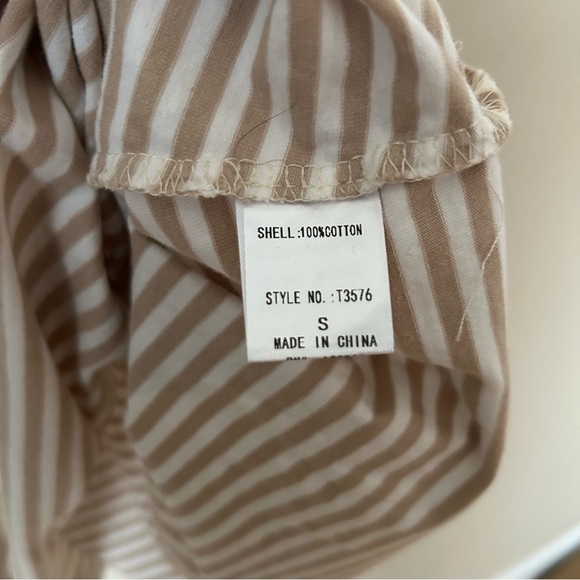 SHELL:100%COTTON
STYLE NO.:T3576
S
MADE IN CHINA